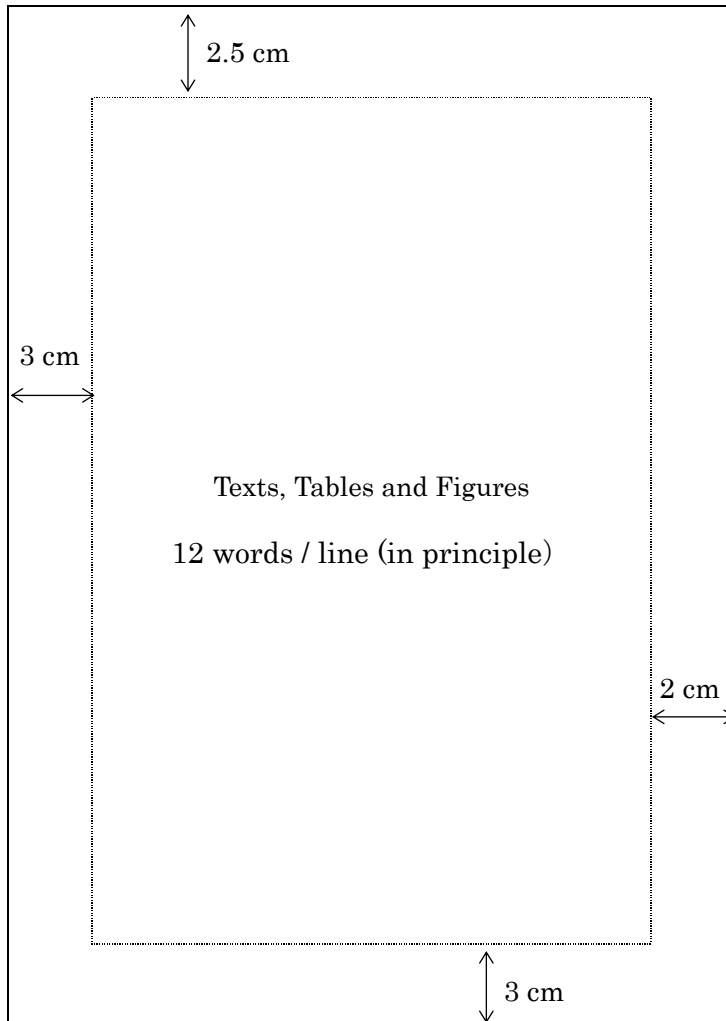 2.5 cm
3 cm
Texts, Tables and Figures
12 words / line (in principle)
2 cm
3 cm